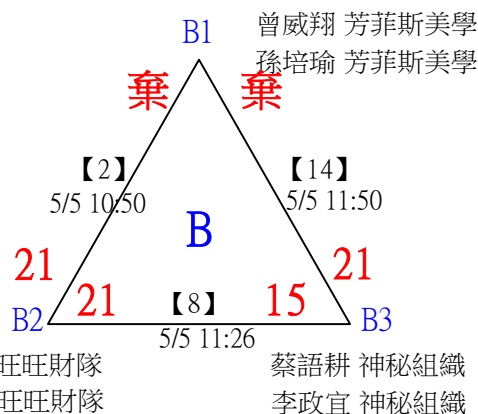 B1
曾威翔 芳菲斯美學
孫培瑜 芳菲斯美學
棄 棄
【2】
5/5 10:50
【14】
5/5 11:50
B
21 21
21 15
【8】
5/5 11:26
B2 B3
旺旺財隊
旺旺財隊
蔡語耕 神秘組織
李政宜 神秘組織